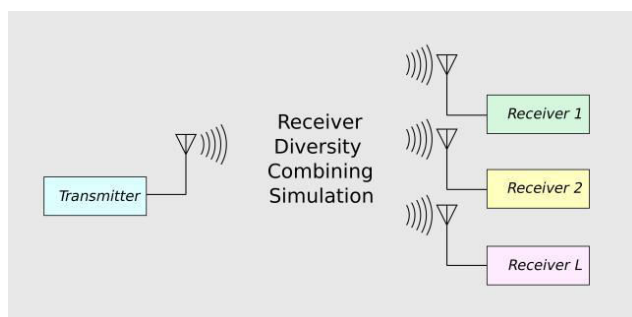 Transmitter
Receiver
Diversity
Combining
Simulation
Receiver 1
Receiver 2
Receiver L